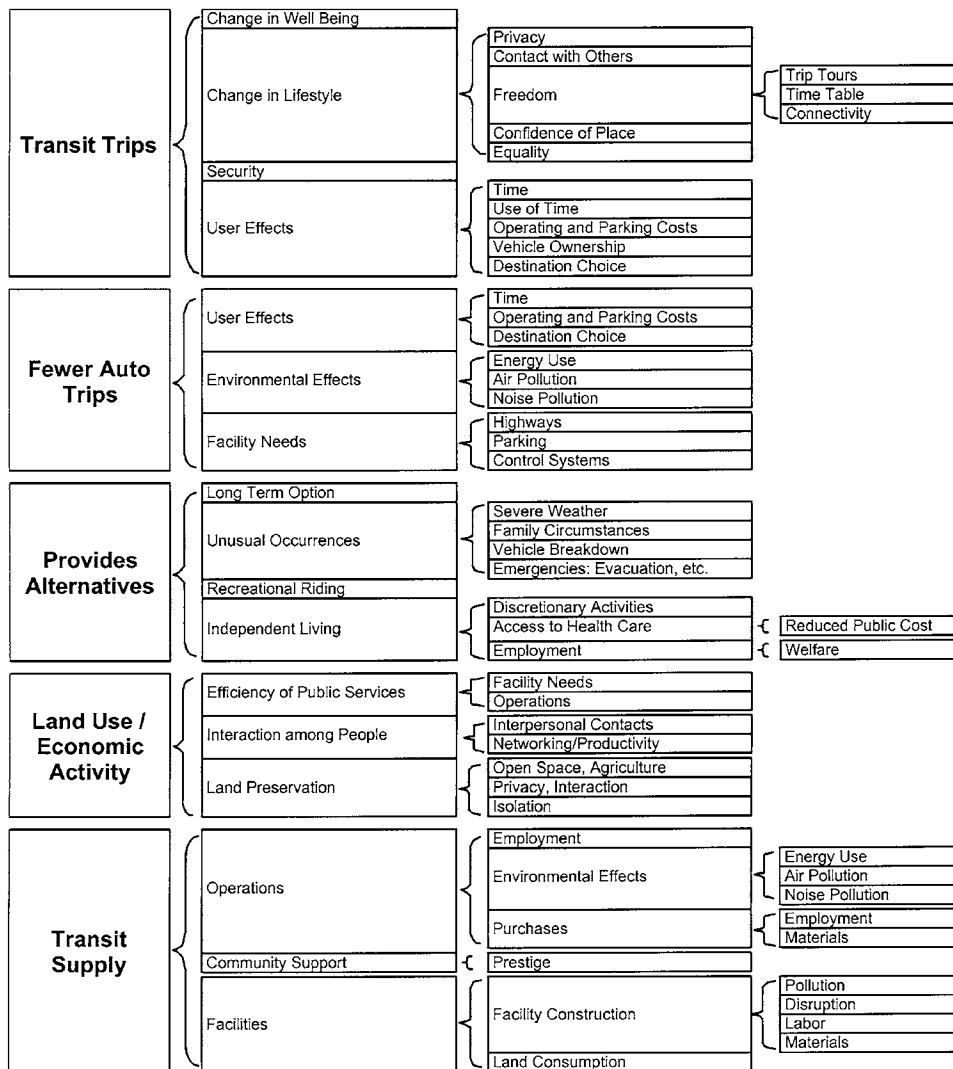 Transit Trips
Change in Well Being
Change in Lifestyle
Privacy
Contact with Others
Freedom
Trip Tours
Time Table
Connectivity
Confidence of Place
Equality
Security
User Effects
Time
Use of Time
Operating and Parking Costs
Vehicle Ownership
Destination Choice
Fewer Auto
Trips
User Effects
Time
Operating and Parking Costs
Destination Choice
Environmental Effects
Energy Use
Air Pollution
Noise Pollution
Facility Needs
Highways
Parking
Control Systems
Provides
Alternatives
Long Term Option
Unusual Occurrences
Severe Weather
Family Circumstances
Vehicle Breakdown
Emergencies: Evacuation, etc.
Recreational Riding
Independent Living
Discretionary Activities
Access to Health Care
Reduced Public Cost
Employment
Welfare
Land Use /
Economic
Activity
Efficiency of Public Services
Facility Needs
Operations
Interaction among People
Interpersonal Contacts
Networking/Productivity
Land Preservation
Open Space, Agriculture
Privacy, Interaction
Isolation
Transit
Supply
Operations
Employment
Environmental Effects
Energy Use
Air Pollution
Noise Pollution
Purchases
Employment
Materials
Community Support
Prestige
Facilities
Facility Construction
Pollution
Disruption
Labor
Materials
Land Consumption